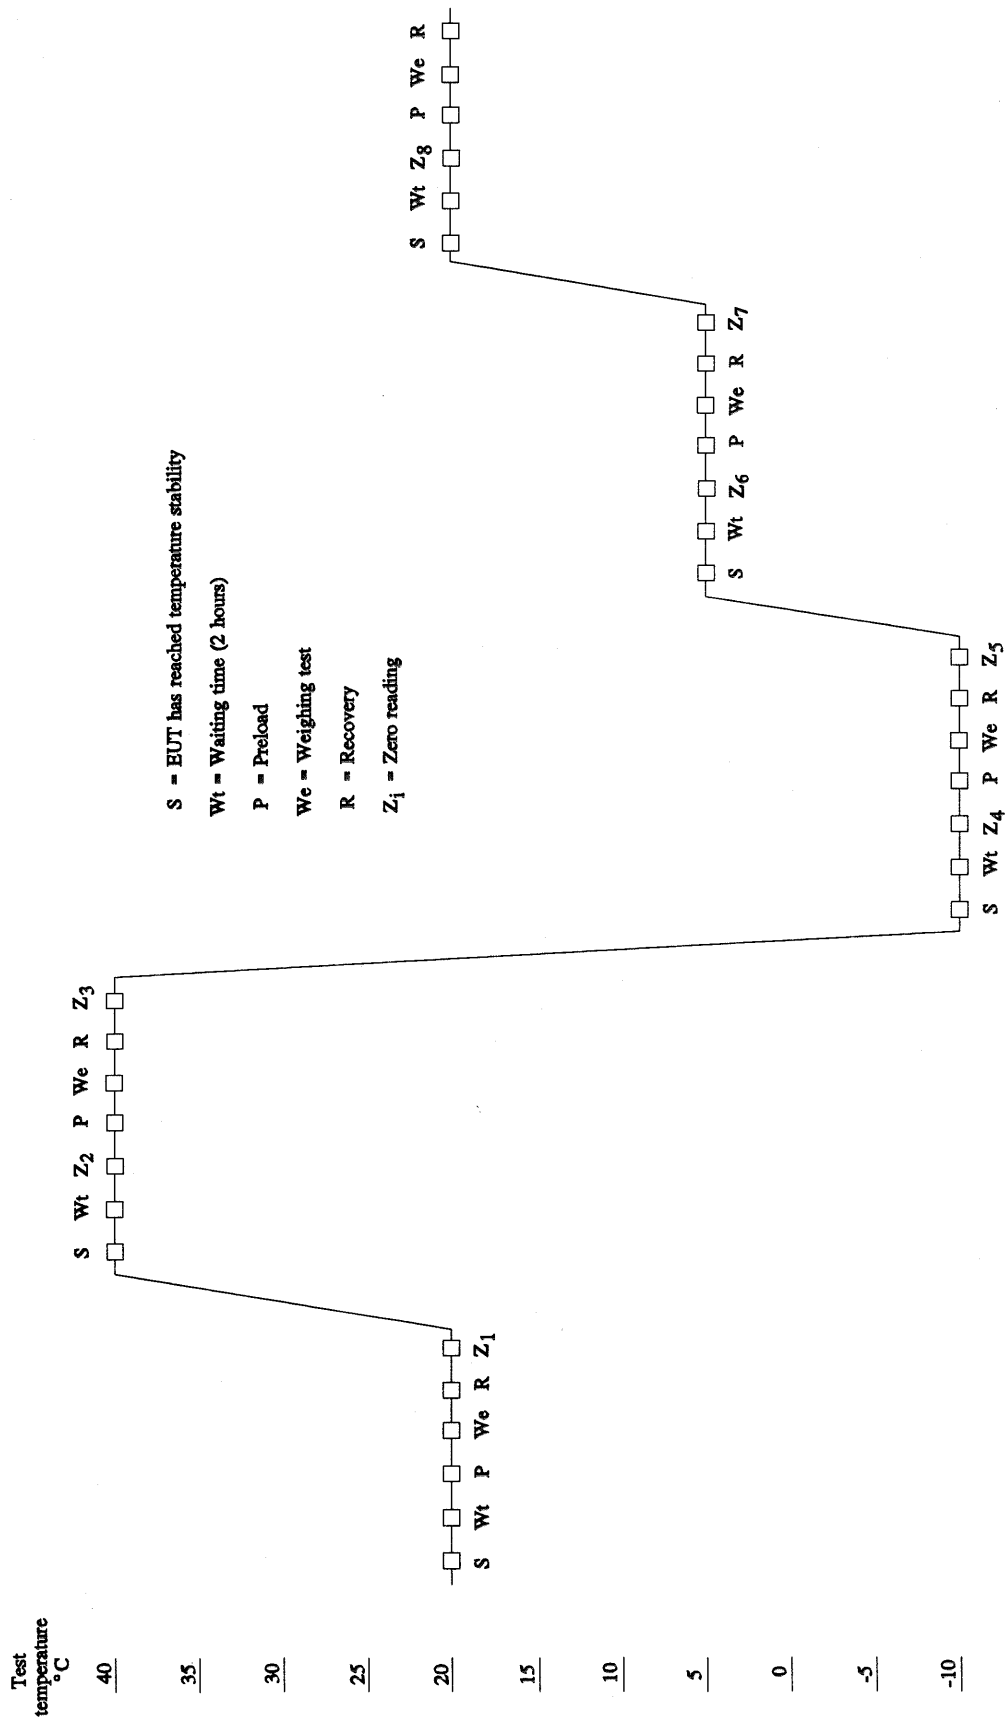 Test
temperature
°C
40
35
30
25
20
15
10
5
0
-5
-10
S Wt P We R Z1
S Wt Z2 P We R Z3
S Wt Z4 P We R Z5
S Wt Z6 P We R Z7
S Wt Z8 P We R
S = EUT has reached temperature stability
Wt = Waiting time (2 hours)
P = Preload
We = Weighing test
R = Recovery
Zi = Zero reading